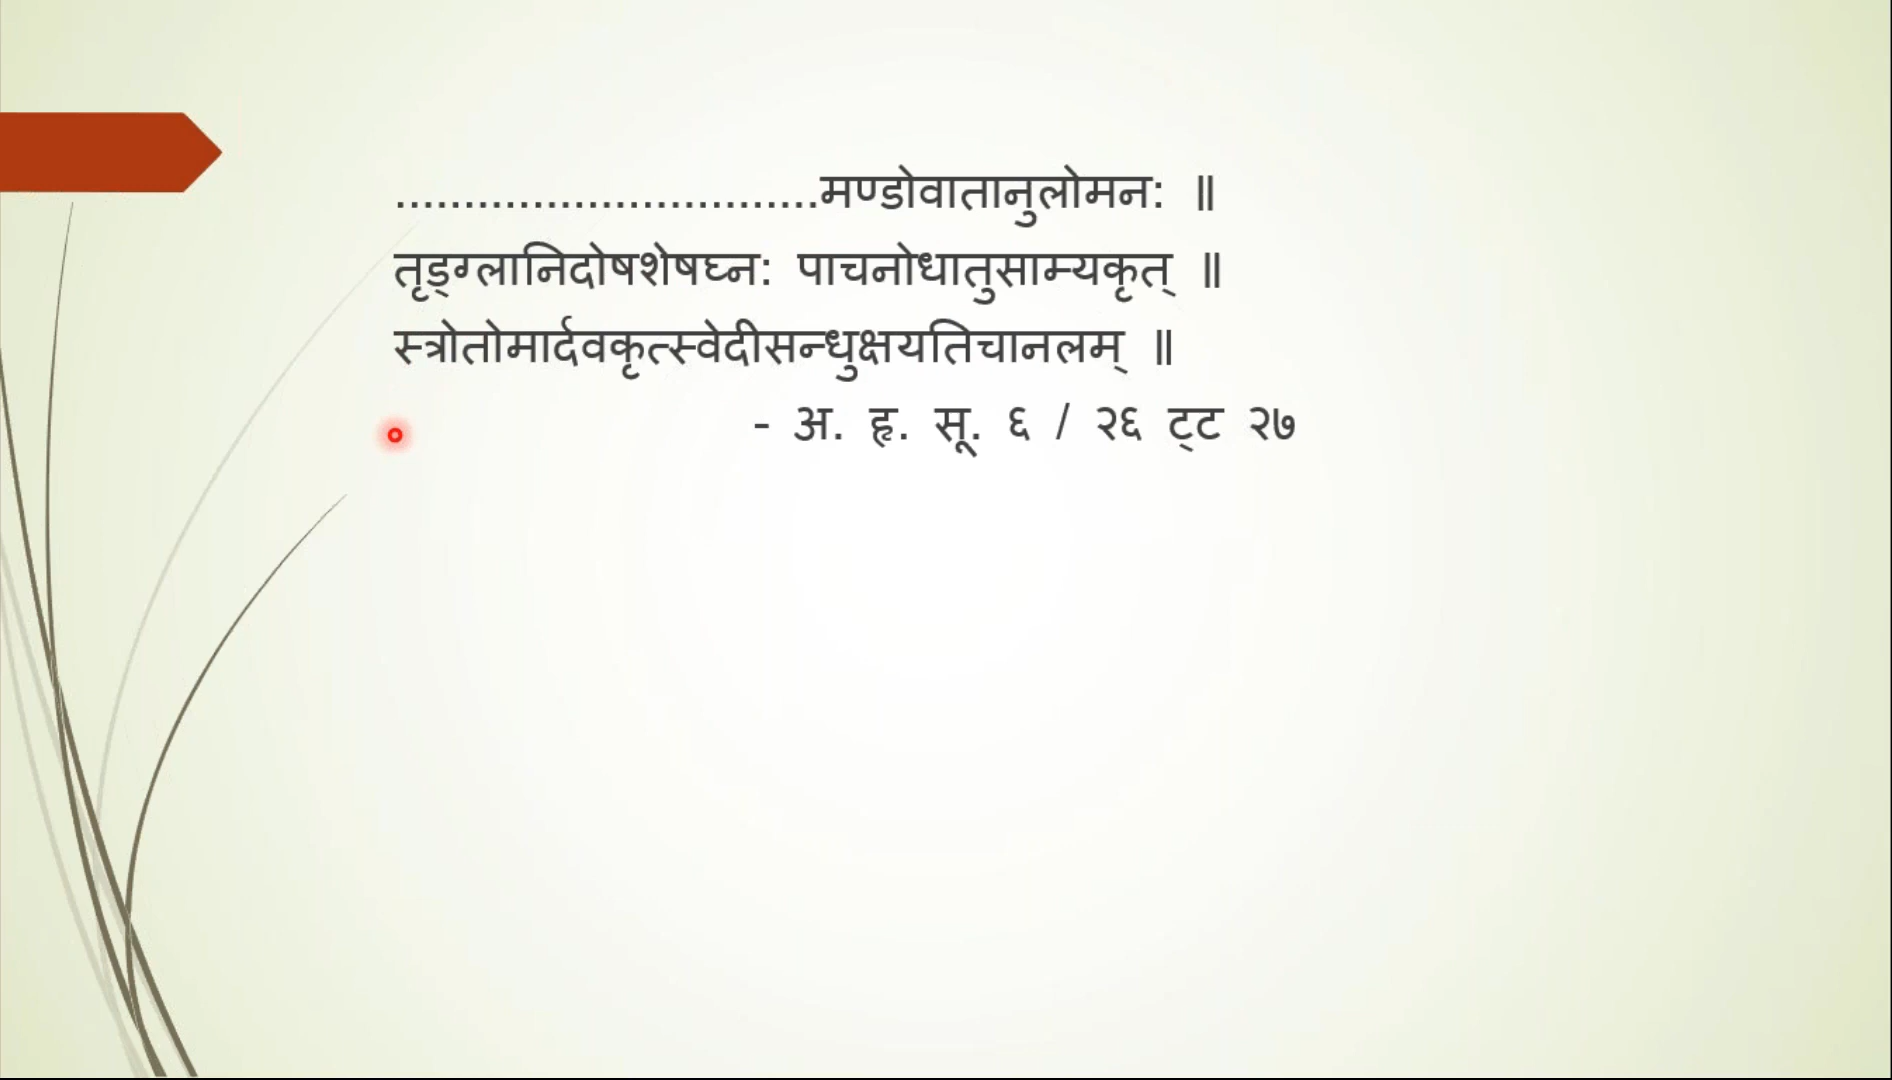 ...............................मण्डोवातानुलोमन: ॥
तृड्ग्लानिदोषशेषघ्न: पाचनोधातुसाम्यकृत् ॥
स्त्रोतोमार्दवकृत्स्वेदीसन्धुक्षयतिचानलम् ॥
- अ. हृ. सू. ६ / २६ ट्ट २७